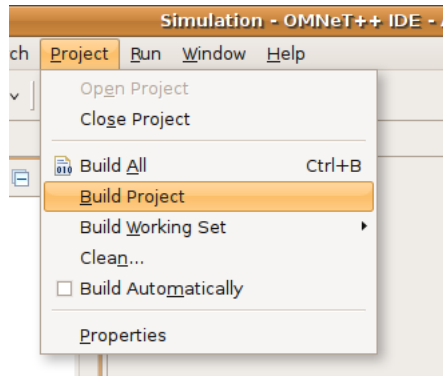 Simulation - OMNeT++ IDE -
ch Project Run Window Help
Open Project
Close Project
010
Build All Ctrl+B
Build Project
Build Working Set
Clean...
Build Automatically
Properties